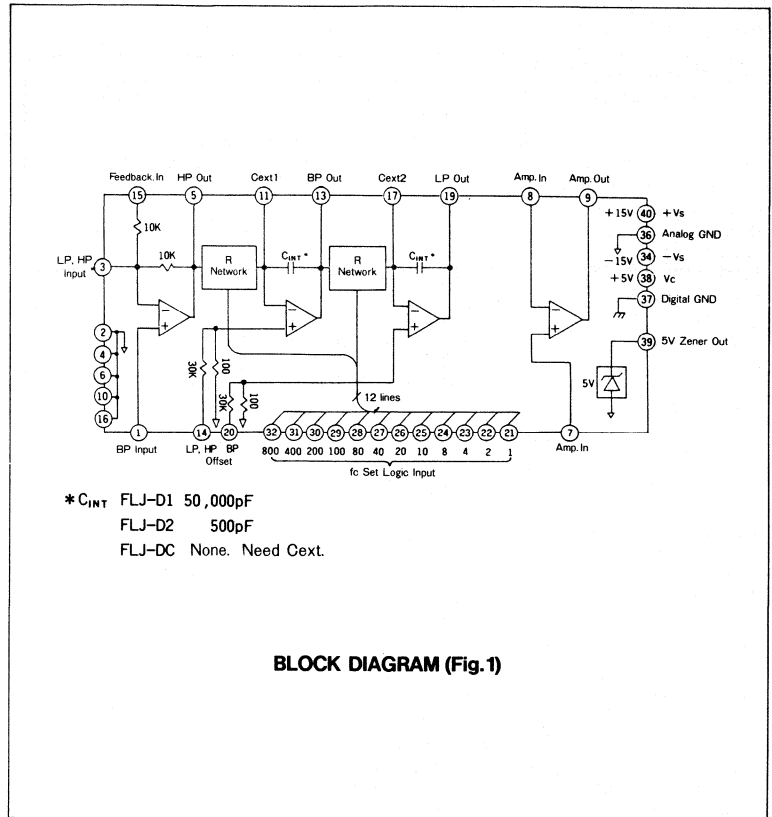 Feedback. In HP Out Cext1 BP Out Cext2 LP Out Amp. In Amp. Out
15 5 11 13 17 19 8 9
+15V 40 +Vs
36 Analog GND
-15V 34 -Vs
+5V 38 Vc
37 Digital GND
39 5V Zener Out
5V
10K
10K
LP, HP Input 3
R Network
CINT*
R Network
CINT*
- + - + - + - +
2
4
6
10
16
30K 100 30K 100
12 lines
1 14 20 32 31 30 29 28 27 26 25 24 23 22 21 7
BP Input LP, HP BP Offset Amp. In
800 400 200 100 80 40 20 10 8 4 2 1
fc Set Logic Input
*CINT FLJ-D1 50,000pF
FLJ-D2 500pF
FLJ-DC None. Need Cext.
BLOCK DIAGRAM (Fig.1)